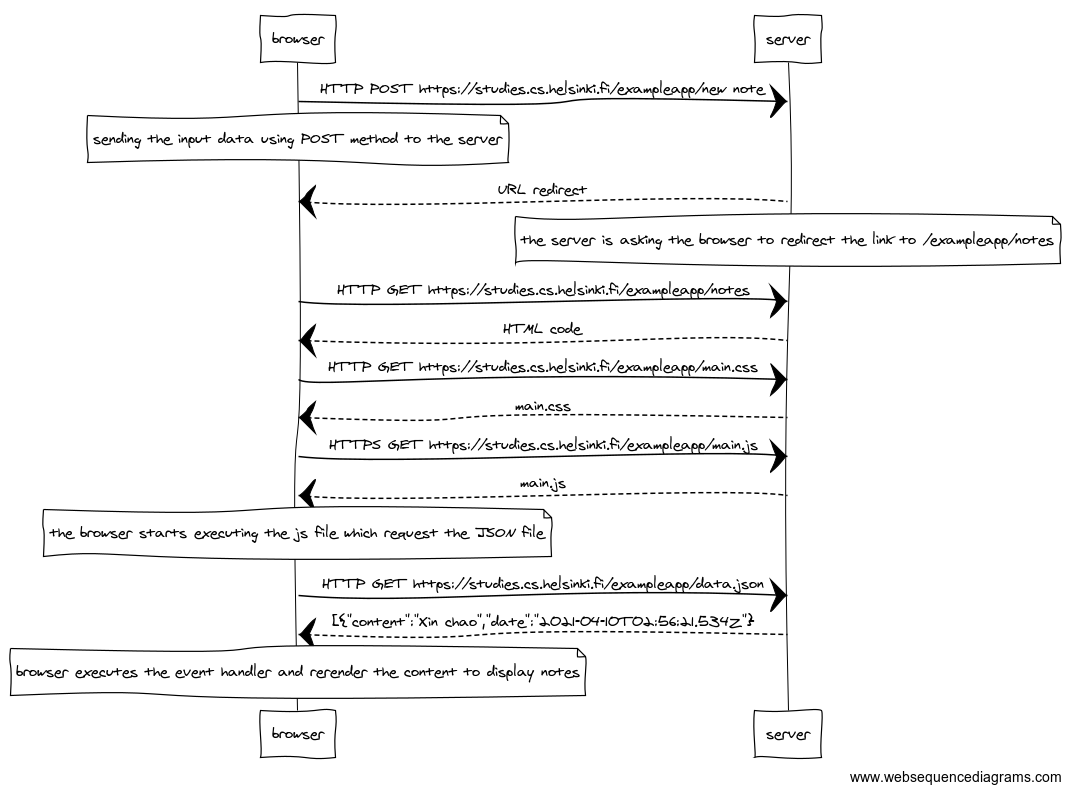 browser
server
HTTP POST https://studies.cs.helsinki.fi/exampleapp/new note
sending the input data using POST method to the server
URL redirect
the server is asking the browser to redirect the link to /exampleapp/notes
HTTP GET https://studies.cs.helsinki.fi/exampleapp/notes
HTML code
HTTP GET https://studies.cs.helsinki.fi/exampleapp/main.css
main.css
HTTPS GET https://studies.cs.helsinki.fi/exampleapp/main.js
main.js
the browser starts executing the js file which request the JSON file
HTTP GET https://studies.cs.helsinki.fi/exampleapp/data.json
[{"content":"Xin chao","date":"2021-04-10T02:56:21.534Z"}
browser executes the event handler and rerender the content to display notes
browser
server
www.websequencediagrams.com